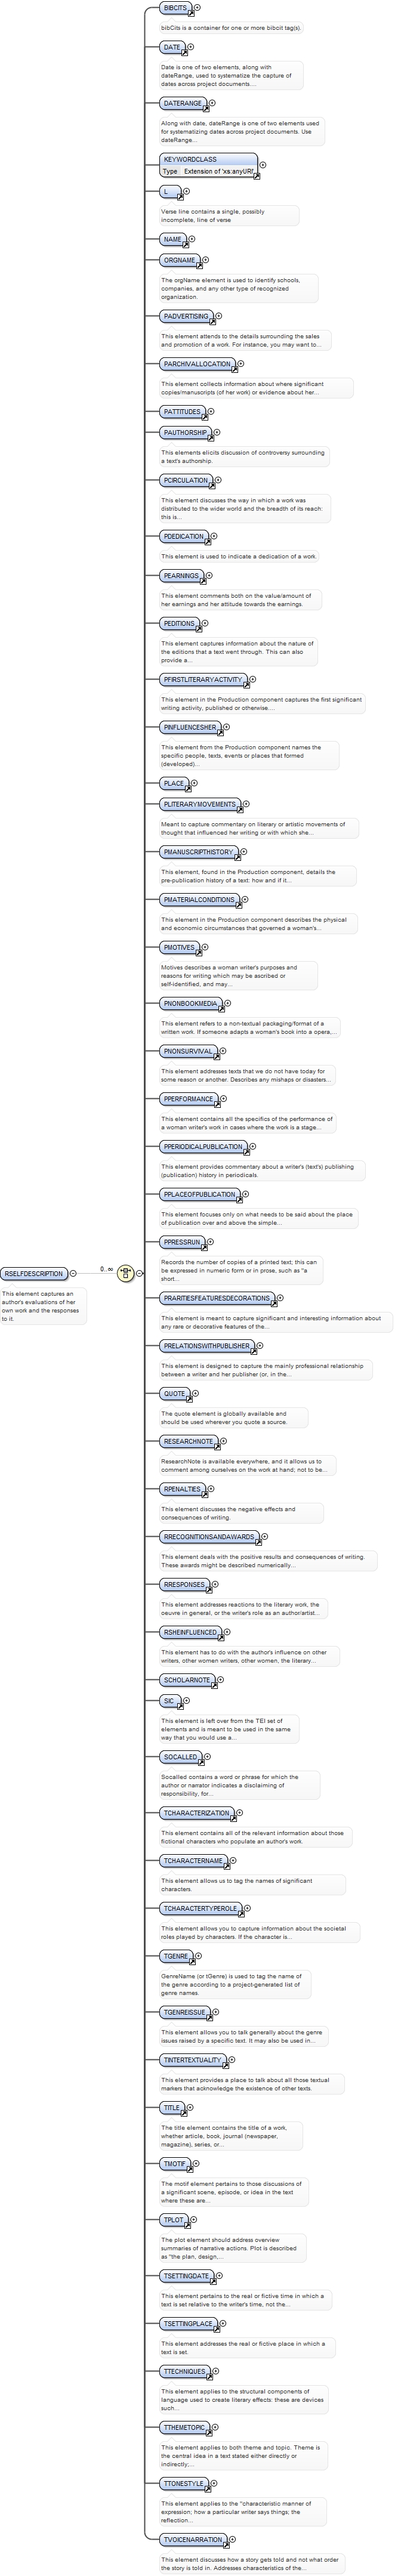 BIBCITS
bibCits is a container for one or more bibcit tag(s).
DATE
Date is one of two elements, along with
dateRange, used to systematize the capture of
dates across project documents....
DATERANGE
Along with date, dateRange is one of two elements used
for systematizing dates across project documents. Use
dateRange...
KEYWORDCLASS
Type Extension of 'xs:anyURI'
L
Verse line contains a single, possibly
incomplete, line of verse
NAME
ORGNAME
The orgName element is used to identify schools,
companies, and any other type of recognized
organization.
PADVERTISING
This element attends to the details surrounding the sales
and promotion of a work. For instance, you may want to...
PARCHIVALLOCATION
This element collects information about where significant
copies/manuscripts (of her work) or evidence about her...
PATTITUDES
PAUTHORSHIP
This elements elicits discussion of controversy surrounding
a text's authorship.
PCIRCULATION
This element discusses the way in which a work was
distributed to the wider world and the breadth of its reach:
this is...
PDEDICATION
This element is used to indicate a dedication of a work.
PEARNINGS
This element comments both on the value/amount of
her earnings and her attitude towards the earnings.
PEDITIONS
This element captures information about the nature of
the editions that a text went through. This can also
provide a...
PFIRSTLITERARYACTIVITY
This element in the Production component captures the first significant
writing activity, published or otherwise....
PINFLUENCESHER
This element from the Production component names the
specific people, texts, events or places that formed
(developed)...
PLACE
PLITERARYMOVEMENTS
Meant to capture commentary on literary or artistic movements of
thought that influenced her writing or with which she...
PMANUSCRIPTHISTORY
This element, found in the Production component, details the
pre-publication history of a text: how and if it...
PMATERIALCONDITIONS
This element in the Production component describes the physical
and economic circumstances that governed a woman's...
PMOTIVES
Motives describes a woman writer's purposes and
reasons for writing which may be ascribed or
self-identified, and may...
PNONBOOKMEDIA
This element refers to a non-textual packaging/format of a
written work. If someone adapts a woman's book into a opera,...
PNONSURVIVAL
This element addresses texts that we do not have today for
some reason or another. Describes any mishaps or disasters...
PPERFORMANCE
This element contains all the specifics of the performance of
a woman writer's work in cases where the work is a stage...
PPERIODICALPUBLICATION
This element provides commentary about a writer's (text's) publishing
(publication) history in periodicals.
PPLACEOFPUBLICATION
This element focuses only on what needs to be said about the place
of publication over and above the simple...
PPRESSRUN
Records the number of copies of a printed text, this can
be expressed in numeric form or in prose, such as "a
short...
RSELFDESCRIPTION
0..∞
This element captures an
author's evaluations of her
own work and the responses
to it:
PRARITIESFEATURESDECORATIONS
This element is meant to capture significant and interesting information about
any rare or decorative features of the...
PRELATIONSWITHPUBLISHER
This element is designed to capture the mainly professional relationship
between a writer and her publisher (or, in the...
QUOTE
The quote element is globally available and
should be used wherever you quote a source.
RESEARCHNOTE
ResearchNote is available everywhere, and it allows us to
comment among ourselves on the work at hand; not to be...
RPENALTIES
This element discusses the negative effects and
consequences of writing.
RRECOGNITIONSANDAWARDS
This element deals with the positive results and consequences of writing.
These awards might be described numerically...
RRESPONSES
This element addresses reactions to the literary work, the
oeuvre in general, or the writer's role as an author/artist...
RSHEINFLUENCED
This element has to do with the author's influence on other
writers, other women writers, other women, the literary...
SCHOLARNOTE
SIC
This element is left over from the TEI set of
elements and is meant to be used in the same
way that you would use a...
SOCALLED
Socalled contains a word or phrase for which the
author or narrator indicates a disclaiming of
responsibility. for...
TCHARACTERIZATION
This element contains all of the relevant information about those
fictional characters who populate an author's work.
TCHARACTERNAME
This element allows us to tag the names of significant
characters.
TCHARACTERTYPEROLE
This element allows you to capture information about the societal
roles played by characters. If the character is...
TGENRE
GenreName (or tGenre) is used to tag the name of
the genre according to a project-generated list of
genre names.
TGENREISSUE
This element allows you to talk generally about the genre
issues raised by a specific text. It may also be used in...
TINTERTEXTUALITY
This element provides a place to talk about all those textual
markers that acknowledge the existence of other texts.
TITLE
The title element contains the title of a work,
whether article, book, journal (newspaper,
magazine), series, or...
TMOTIF
The motif element pertains to those discussions of
a significant scene, episode, or idea in the text
where these are...
TPLOT
The plot element should address overview
summaries of narrative actions. Plot is described
as "the plan, design,...
TSETTINGDATE
This element pertains to the real or fictive time in which a
text is set relative to the writer's time, not the...
TSETTINGPLACE
This element addresses the real or fictive place in which a
text is set.
TTECHNIQUES
This element applies to the structural components of
language used to create literary effects: these are devices
such...
TTHEMETOPIC
This element applies to both theme and topic. Theme is
the central idea in a text stated either directly or
indirectly;...
TTONESTYLE
This element applies to the "characteristic manner of
expression; how a particular writer says things; the
reflection...
TVOICENARRATION
This element discusses how a story gets told and not what order
the story is told in. Addresses characteristics of the...